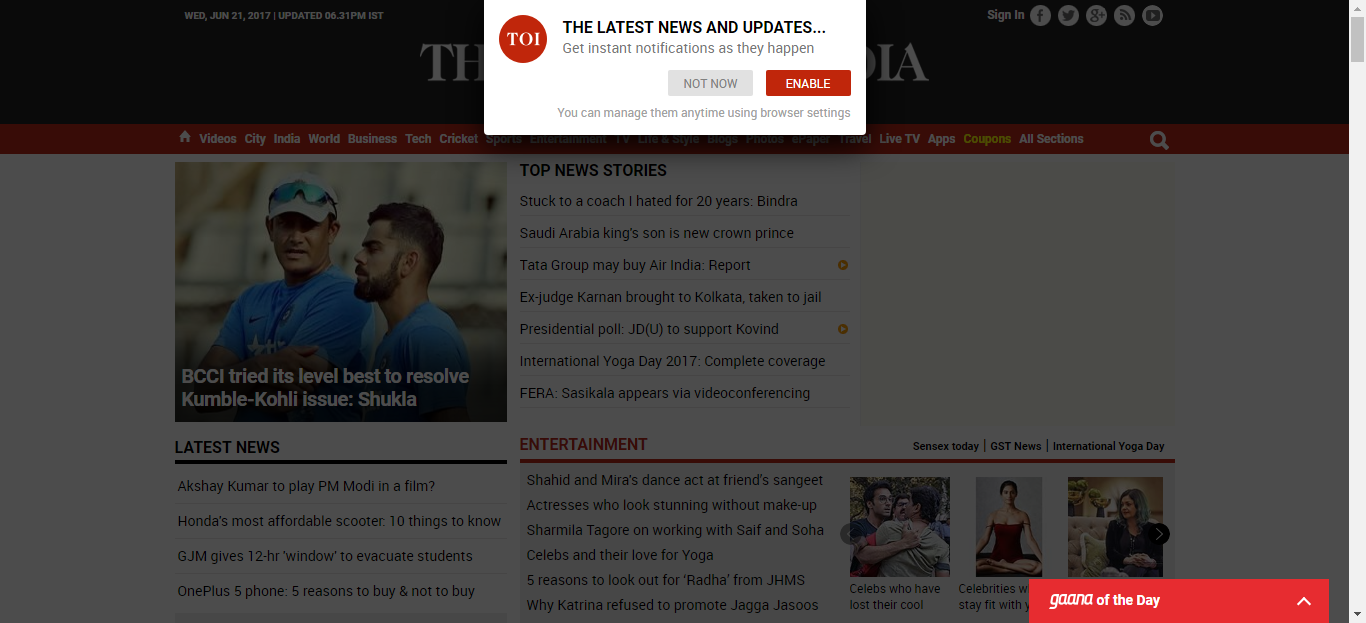 WED, JUN 21, 2017 | UPDATED 06.31PM IST
Sign In
TOI
THE LATEST NEWS AND UPDATES...
Get instant notifications as they happen
NOT NOW
ENABLE
You can manage them anytime using browser settings
Videos City India World Business Tech Cricket Sports Entertainment TV Life & Style Blogs Photos ePaper Travel Live TV Apps Coupons All Sections
BCCI tried its level best to resolve
Kumble-Kohli issue: Shukla
TOP NEWS STORIES
Stuck to a coach I hated for 20 years: Bindra
Saudi Arabia king's son is new crown prince
Tata Group may buy Air India: Report
Ex-judge Karnan brought to Kolkata, taken to jail
Presidential poll: JD(U) to support Kovind
International Yoga Day 2017: Complete coverage
FERA: Sasikala appears via videoconferencing
LATEST NEWS
Akshay Kumar to play PM Modi in a film?
Honda's most affordable scooter: 10 things to know
GJM gives 12-hr 'window' to evacuate students
OnePlus 5 phone: 5 reasons to buy & not to buy
ENTERTAINMENT
Sensex today | GST News | International Yoga Day
Shahid and Mira's dance act at friend's sangeet
Actresses who look stunning without make-up
Sharmila Tagore on working with Saif and Soha
Celebs and their love for Yoga
5 reasons to look out for ‘Radha’ from JHMS
Why Katrina refused to promote Jagga Jasoos
Celebs who have
lost their cool
Celebrities
stay fit with
gaana of the Day